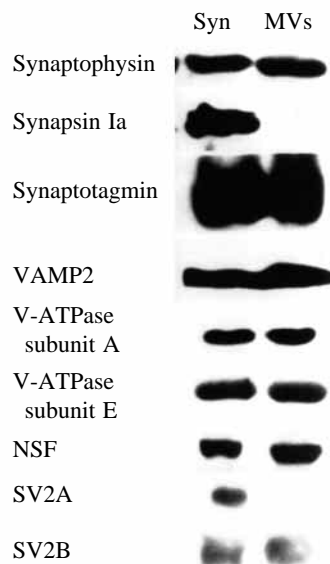 Syn MVs
Synaptophysin
Synapsin Ia
Synaptotagmin
VAMP2
V-ATPase
subunit A
V-ATPase
subunit E
NSF
SV2A
SV2B